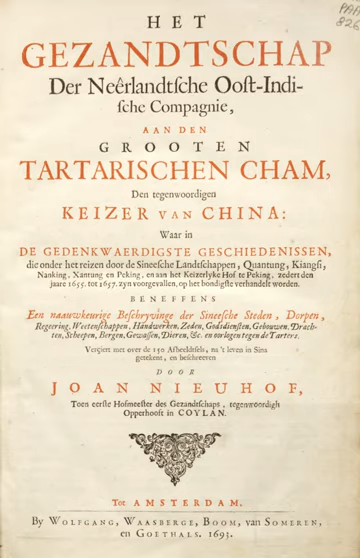 PAA
826
HET
GEZANDTSCHAP
Der Neêrlandtſche Ooſt-Indi-
ſche Compagnie,
AAN DEN
GROOTEN
TARTARISCHEN CHAM,
Den tegenwoordigen
KEIZER VAN CHINA:
Waar in
DE GEDENKWAERDIGSTE GESCHIEDENISSEN,
die onder het reizen door de Sineeſche Landtſchappen, Quantung, Kiangſi,
Nanking, Xantung en Peking, en aan het Keizerlyke Hof te Peking, zedert den
jaare 1655. tot 1657. zyn voorgevallen, op het bondigſte verhandelt worden.
BENEFFENS
Een naauwkeurige Beſchryvinge der Sineeſche Steden, Dorpen,
Regeering, Weetenſchappen, Handwerken, Zeden, Godsdienſten, Gebouwen, Drach-
ten, Scheepen, Bergen, Gewaſſen, Dieren, &c. en oorlogen tegen de Tarters.
Verçiert met over de 150 Afbeeldtſels, na 't leven in Sina
getekent, en beſchreeven
DOOR
JOAN NIEUHOF,
Toen eerſte Hofmeeſter des Gezandtſchaps, tegenwoordigh
Opperhooft in COYLAN.
Tot AMSTERDAM,
By WOLFGANG, WAASBERGE, BOOM, van SOMEREN,
en GOETHALS. 1693.